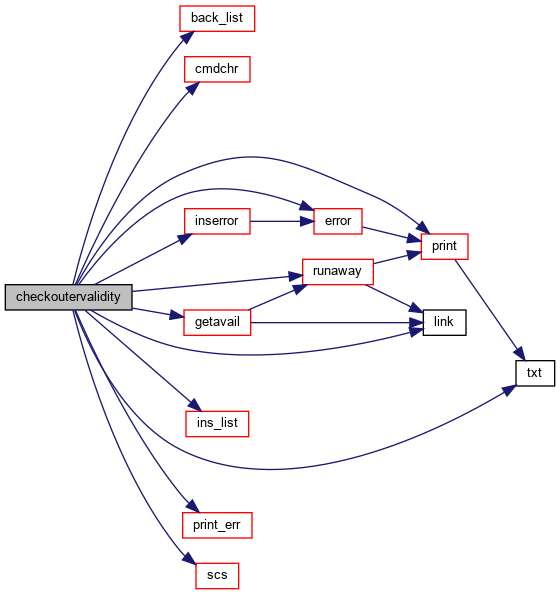 back_list
cmdchr
inserror
error
print
runaway
checkoutervalidity
getavail
link
txt
ins_list
print_err
scs